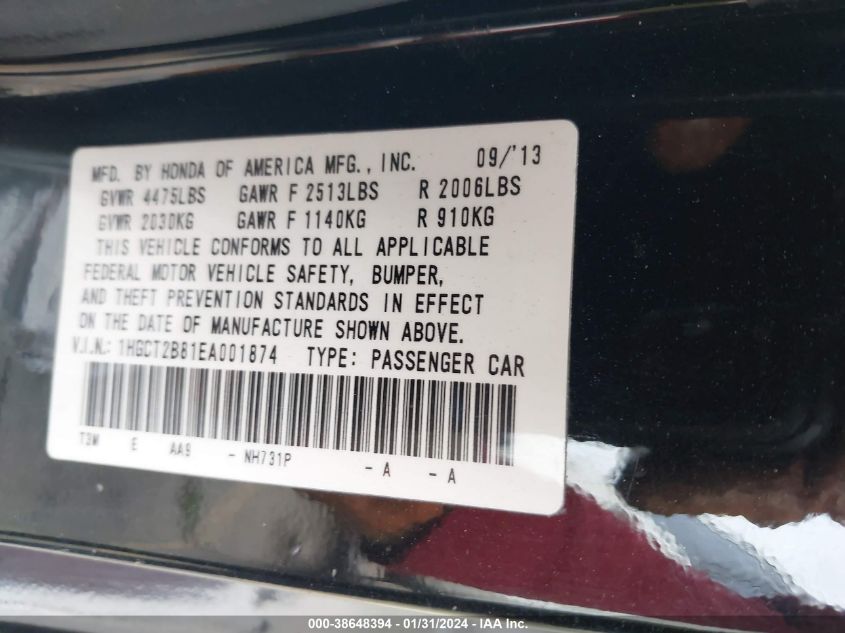 MFD. BY HONDA OF AMERICA MFG., INC. 09/'13
GVWR 4475LBS GAWR F 2513LBS R 2006LBS
GVWR 2030KG GAWR F 1140KG R 910KG
THIS VEHICLE CONFORMS TO ALL APPLICABLE
FEDERAL MOTOR VEHICLE SAFETY, BUMPER,
AND THEFT PREVENTION STANDARDS IN EFFECT
ON THE DATE OF MANUFACTURE SHOWN ABOVE.
V.I.N.: 1HGCT2B81EA001874 TYPE: PASSENGER CAR
T3M E AA9 - NH731P - A - A
000-38648394 - 01/31/2024 - IAA Inc.